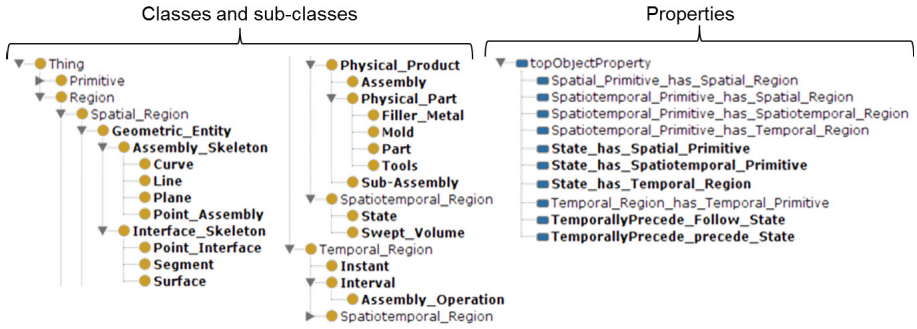 Classes and sub-classes
Thing
Primitive
Region
Spatial_Region
Geometric_Entity
Assembly_Skeleton
Curve
Line
Plane
Point_Assembly
Interface_Skeleton
Point_Interface
Segment
Surface
Physical_Product
Assembly
Physical_Part
Filler_Metal
Mold
Part
Tools
Sub-Assembly
Spatiotemporal_Region
State
Swept_Volume
Temporal_Region
Instant
Interval
Assembly_Operation
Spatiotemporal_Region
Properties
topObjectProperty
Spatial_Primitive_has_Spatial_Region
Spatiotemporal_Primitive_has_Spatial_Region
Spatiotemporal_Primitive_has_SpatiotemporaI_Region
Spatiotemporal_Primitive_has_Temporal_Region
State_has_Spatial_Primitive
State_has_Spatiotemporal_Primitive
State_has_Temporal_Region
Temporal_Region_has_Temporal_Primitive
TemporallyPrecede_Follow_State
TemporallyPrecede_precede_State